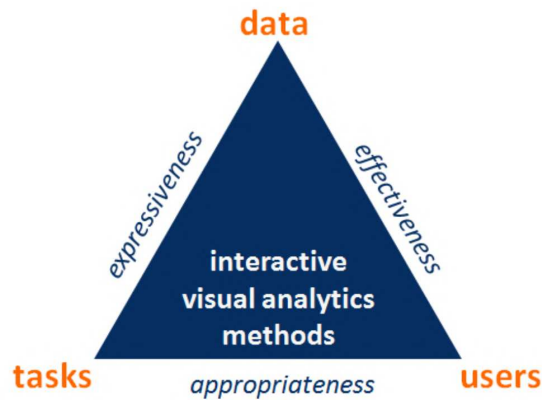 data
expressiveness
effectiveness
interactive
visual analytics
methods
tasks
appropriateness
users